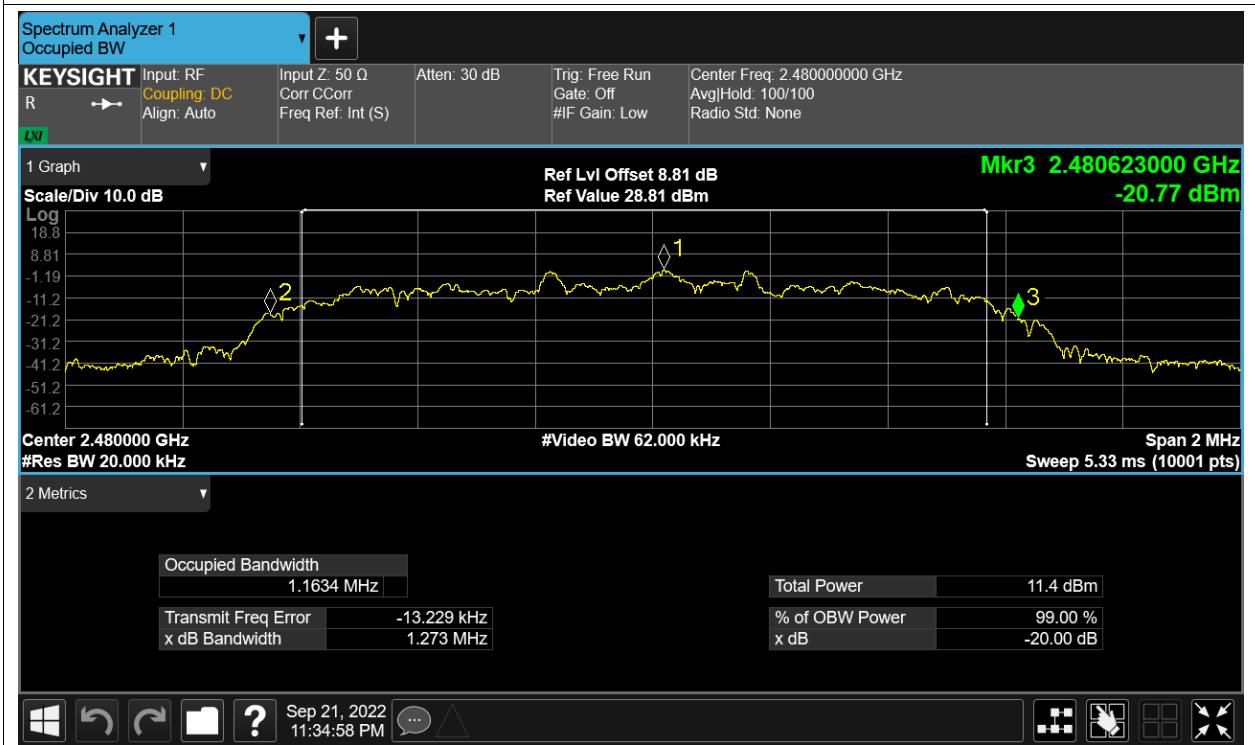 Spectrum Analyzer 1
Occupied BW
KEYSIGHT
R
LXI
Input: RF
Coupling: DC
Align: Auto
Input Z: 50 Ω
Corr CCorr
Freq Ref: Int (S)
Atten: 30 dB
Trig: Free Run
Gate: Off
#IF Gain: Low
Center Freq: 2.480000000 GHz
Avg|Hold: 100/100
Radio Std: None
1 Graph
Scale/Div 10.0 dB
Ref Lvl Offset 8.81 dB
Ref Value 28.81 dBm
Mkr3 2.480623000 GHz
-20.77 dBm
Log
18.8
8.81
-1.19
-11.2
-21.2
-31.2
-41.2
-51.2
-61.2
1
2
3
Center 2.480000 GHz
#Video BW 62.000 kHz
Span 2 MHz
#Res BW 20.000 kHz
Sweep 5.33 ms (10001 pts)
2 Metrics
Occupied Bandwidth
1.1634 MHz
Total Power 11.4 dBm
Transmit Freq Error -13.229 kHz
% of OBW Power 99.00 %
x dB Bandwidth 1.273 MHz
x dB -20.00 dB
?
Sep 21, 2022
11:34:58 PM